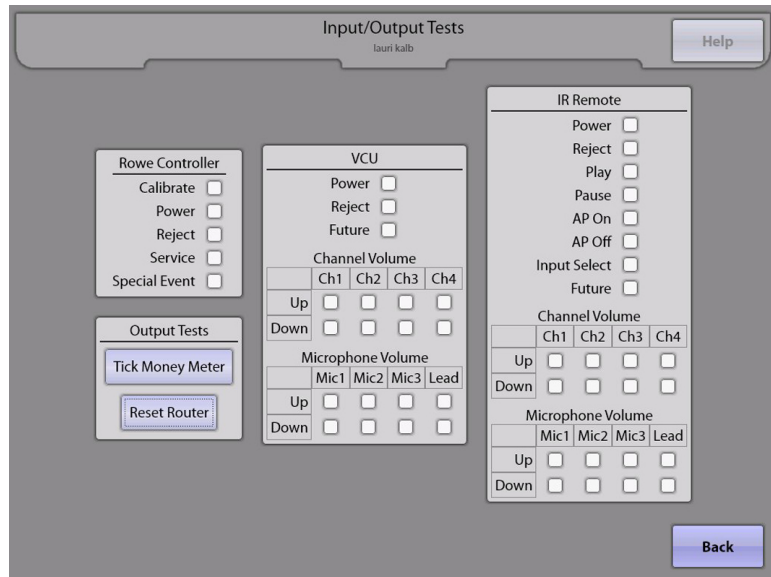 Input/Output Tests
lauri kalb
Help
Rowe Controller
Calibrate
Power
Reject
Service
Special Event
Output Tests
Tick Money Meter
Reset Router
VCU
Power
Reject
Future
Channel Volume
Ch1 Ch2 Ch3 Ch4
Up
Down
Microphone Volume
Mic1 Mic2 Mic3 Lead
Up
Down
IR Remote
Power
Reject
Play
Pause
AP On
AP Off
Input Select
Future
Channel Volume
Ch1 Ch2 Ch3 Ch4
Up
Down
Microphone Volume
Mic1 Mic2 Mic3 Lead
Up
Down
Back